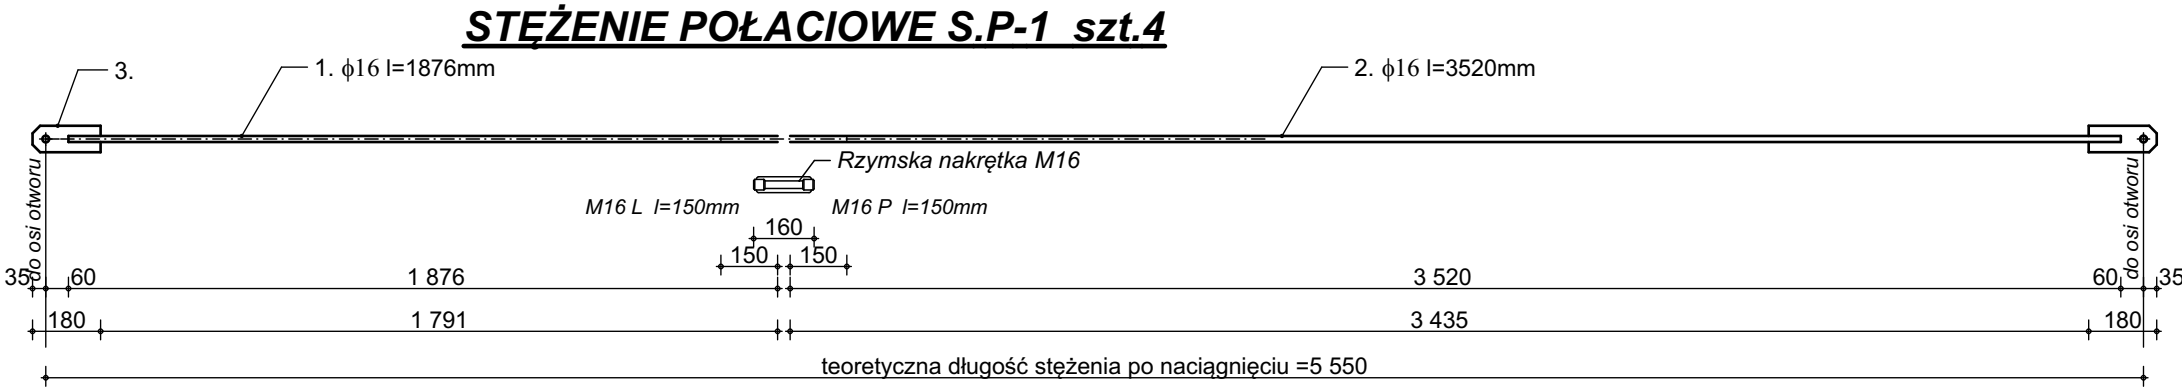 STĘŻENIE POŁACIOWE S.P-1 szt.4
3.
1. ϕ16 l=1876mm
2. ϕ16 l=3520mm
Rzymska nakrętka M16
M16 L l=150mm
M16 P l=150mm
do osi otworu
do osi otworu
160
150
150
35
60
1 876
3 520
60
35
180
1 791
3 435
180
teoretyczna długość stężenia po naciągnięciu =5 550